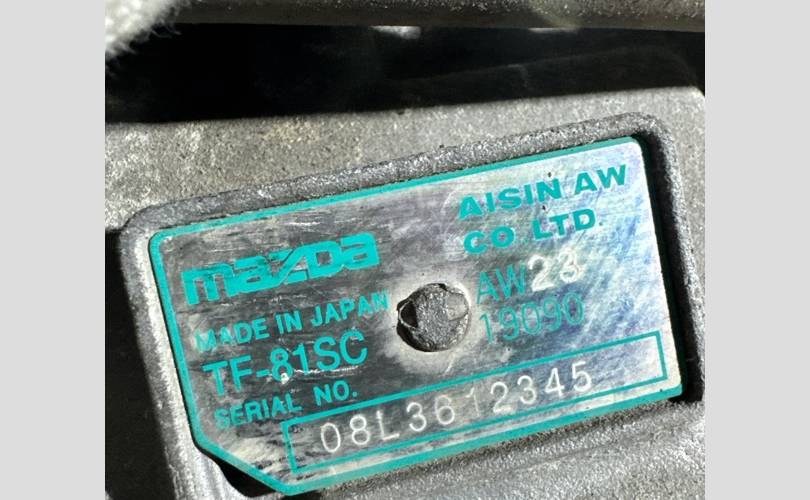 mazda
AISIN AW
CO LTD.
MADE IN JAPAN
AW23
TF-81SC
19090
SERIAL NO.
08L3612345